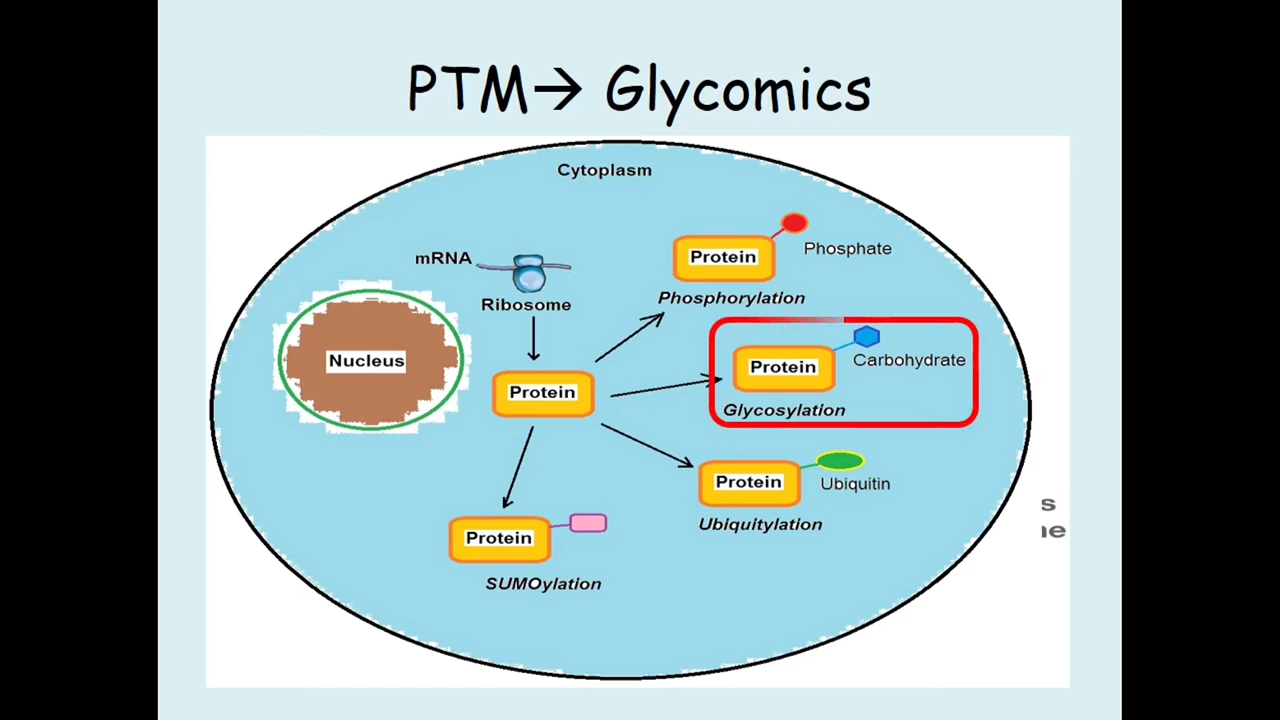 PTM→ Glycomics
Cytoplasm
mRNA
Ribosome
Nucleus
Protein
Protein
Phosphate
Phosphorylation
Protein
Carbohydrate
Glycosylation
Protein
Ubiquitin
Ubiquitylation
Protein
SUMOylation